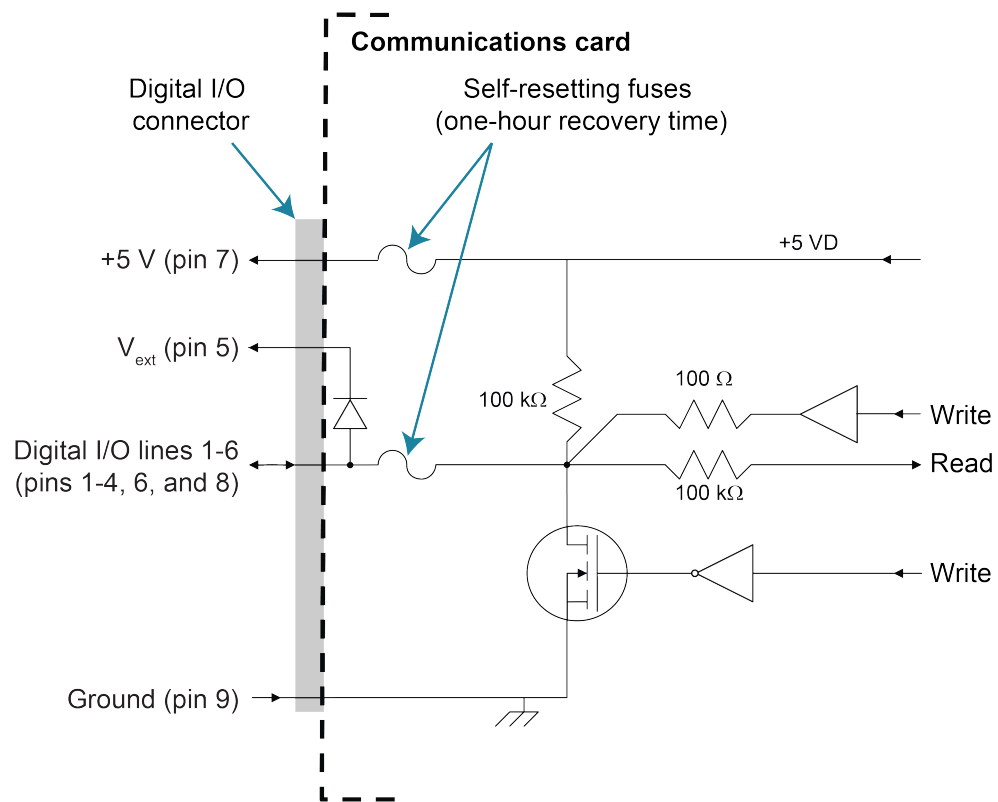 Communications card
Digital I/O
connector
Self-resetting fuses
(one-hour recovery time)
+5 V (pin 7)
+5 VD
Vext (pin 5)
100 kΩ
100 Ω
Write
Digital I/O lines 1-6
(pins 1-4, 6, and 8)
Read
100 kΩ
Write
Ground (pin 9)